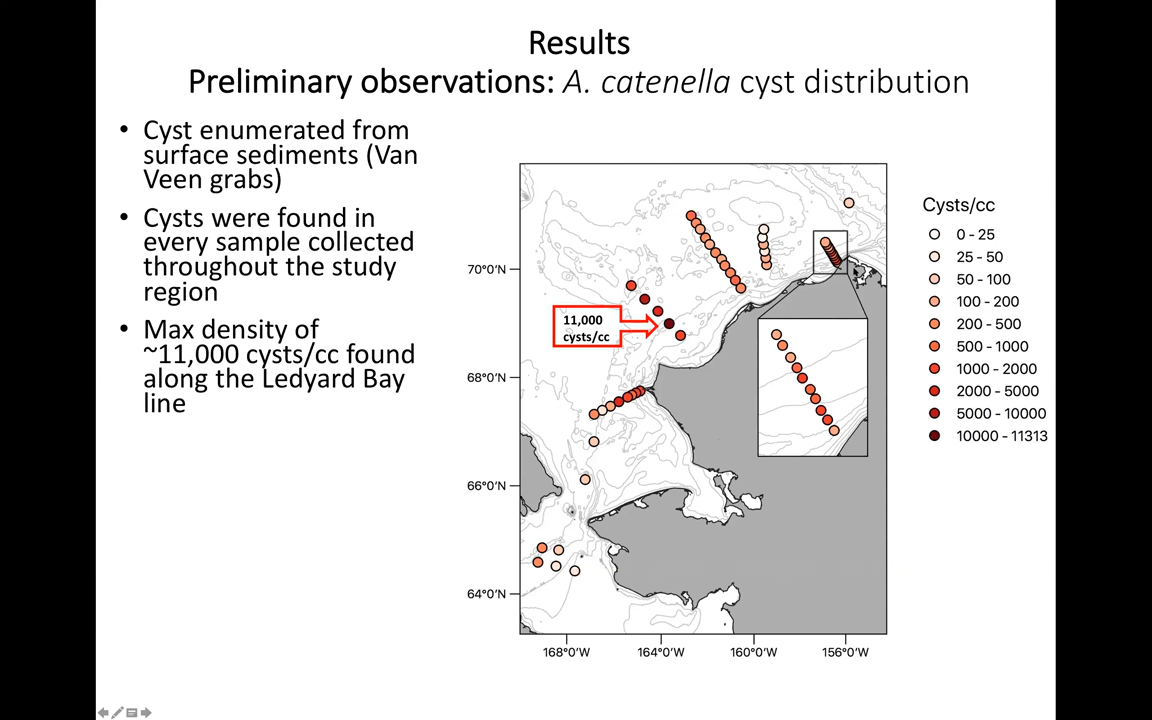 Results
Preliminary observations: A. catenella cyst distribution
• Cyst enumerated from
surface sediments (Van
Veen grabs)
• Cysts were found in
every sample collected
throughout the study
region
• Max density of
~11,000 cysts/cc found
along the Ledyard Bay
line
70°0'N
68°0'N
66°0'N
64°0'N
168°0'W
164°0'W
160°0'W
156°0'W
11,000
cysts/cc
Cysts/cc
0 - 25
25 - 50
50 - 100
100 - 200
200 - 500
500 - 1000
1000 - 2000
2000 - 5000
5000 - 10000
10000 - 11313